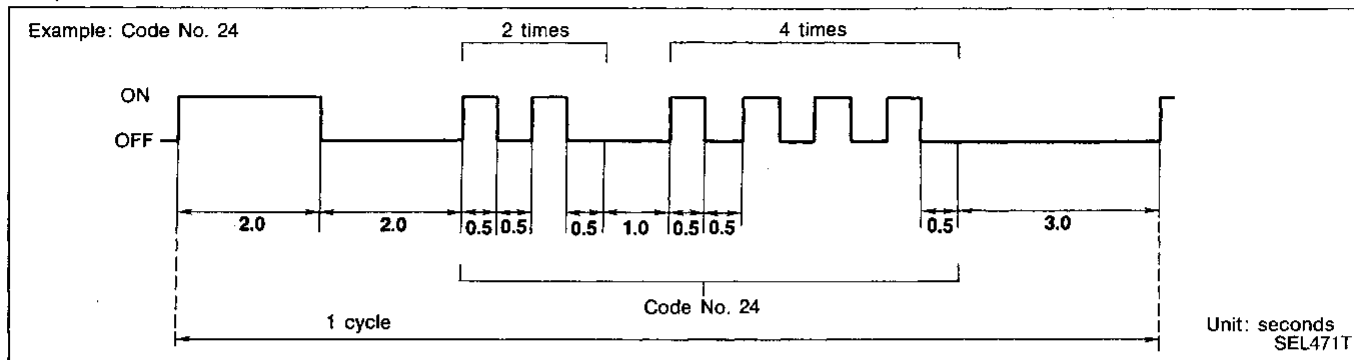 Example: Code No. 24
2 times
4 times
ON
OFF
2.0 2.0 0.5 0.5 0.5 1.0 0.5 0.5 0.5 3.0
Code No. 24
1 cycle
Unit: seconds
SEL471T